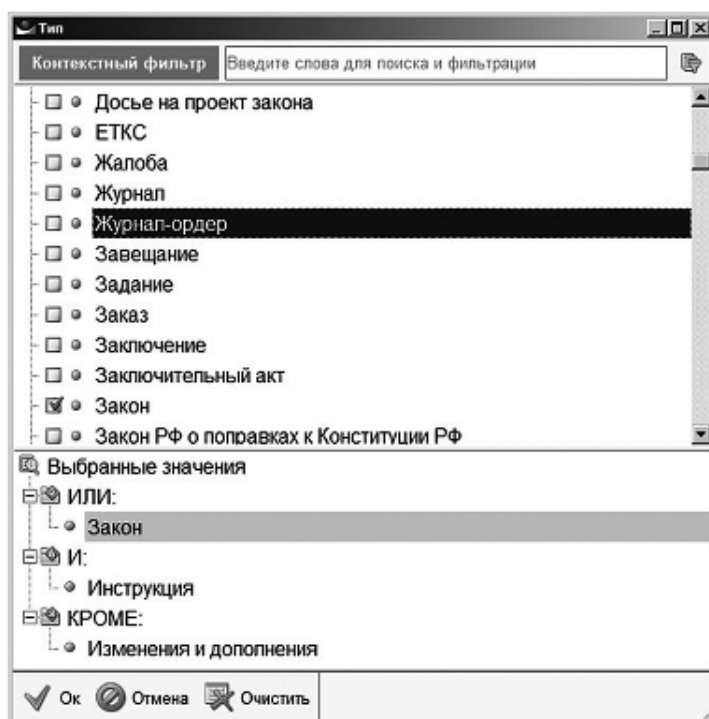 Тип
Контекстный фильтр Введите слова для поиска и фильтрации
Досье на проект закона
ЕТКС
Жалоба
Журнал
Журнал-ордер
Завещание
Задание
Заказ
Заключение
Заключительный акт
Закон
Закон РФ о поправках к Конституции РФ
Выбранные значения
ИЛИ:
Закон
И:
Инструкция
КРОМЕ:
Изменения и дополнения
Ок Отмена Очистить